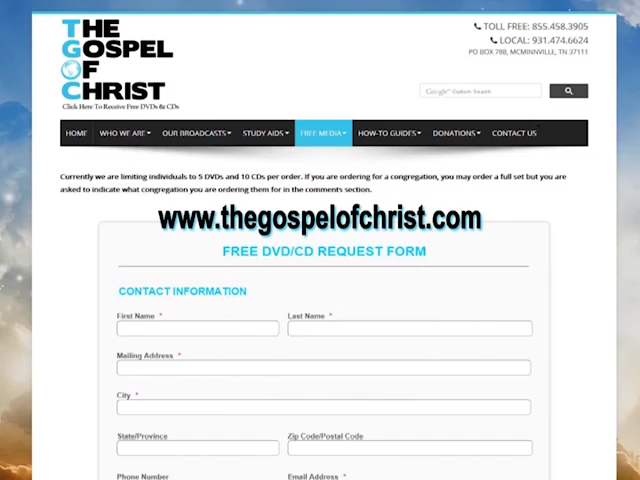 THE
GOSPEL
OF
CHRIST
Click Here To Receive Free DVDs & CDs
TOLL FREE: 855.458.3905
LOCAL: 931.474.6624
PO BOX 788, MCMINNVILLE, TN 37111
Google Custom Search
HOME WHO WE ARE OUR BROADCASTS STUDY AIDS FREE MEDIA HOW-TO GUIDES DONATIONS CONTACT US
Currently we are limiting individuals to 5 DVDs and 10 CDs per order. If you are ordering for a congregation, you may order a full set but you are
asked to indicate what congregation you are ordering them for in the comments section.
www.thegospelofchrist.com
FREE DVD/CD REQUEST FORM
CONTACT INFORMATION
First Name * Last Name *
Mailing Address *
City *
State/Province Zip Code/Postal Code
Phone Number Email Address *